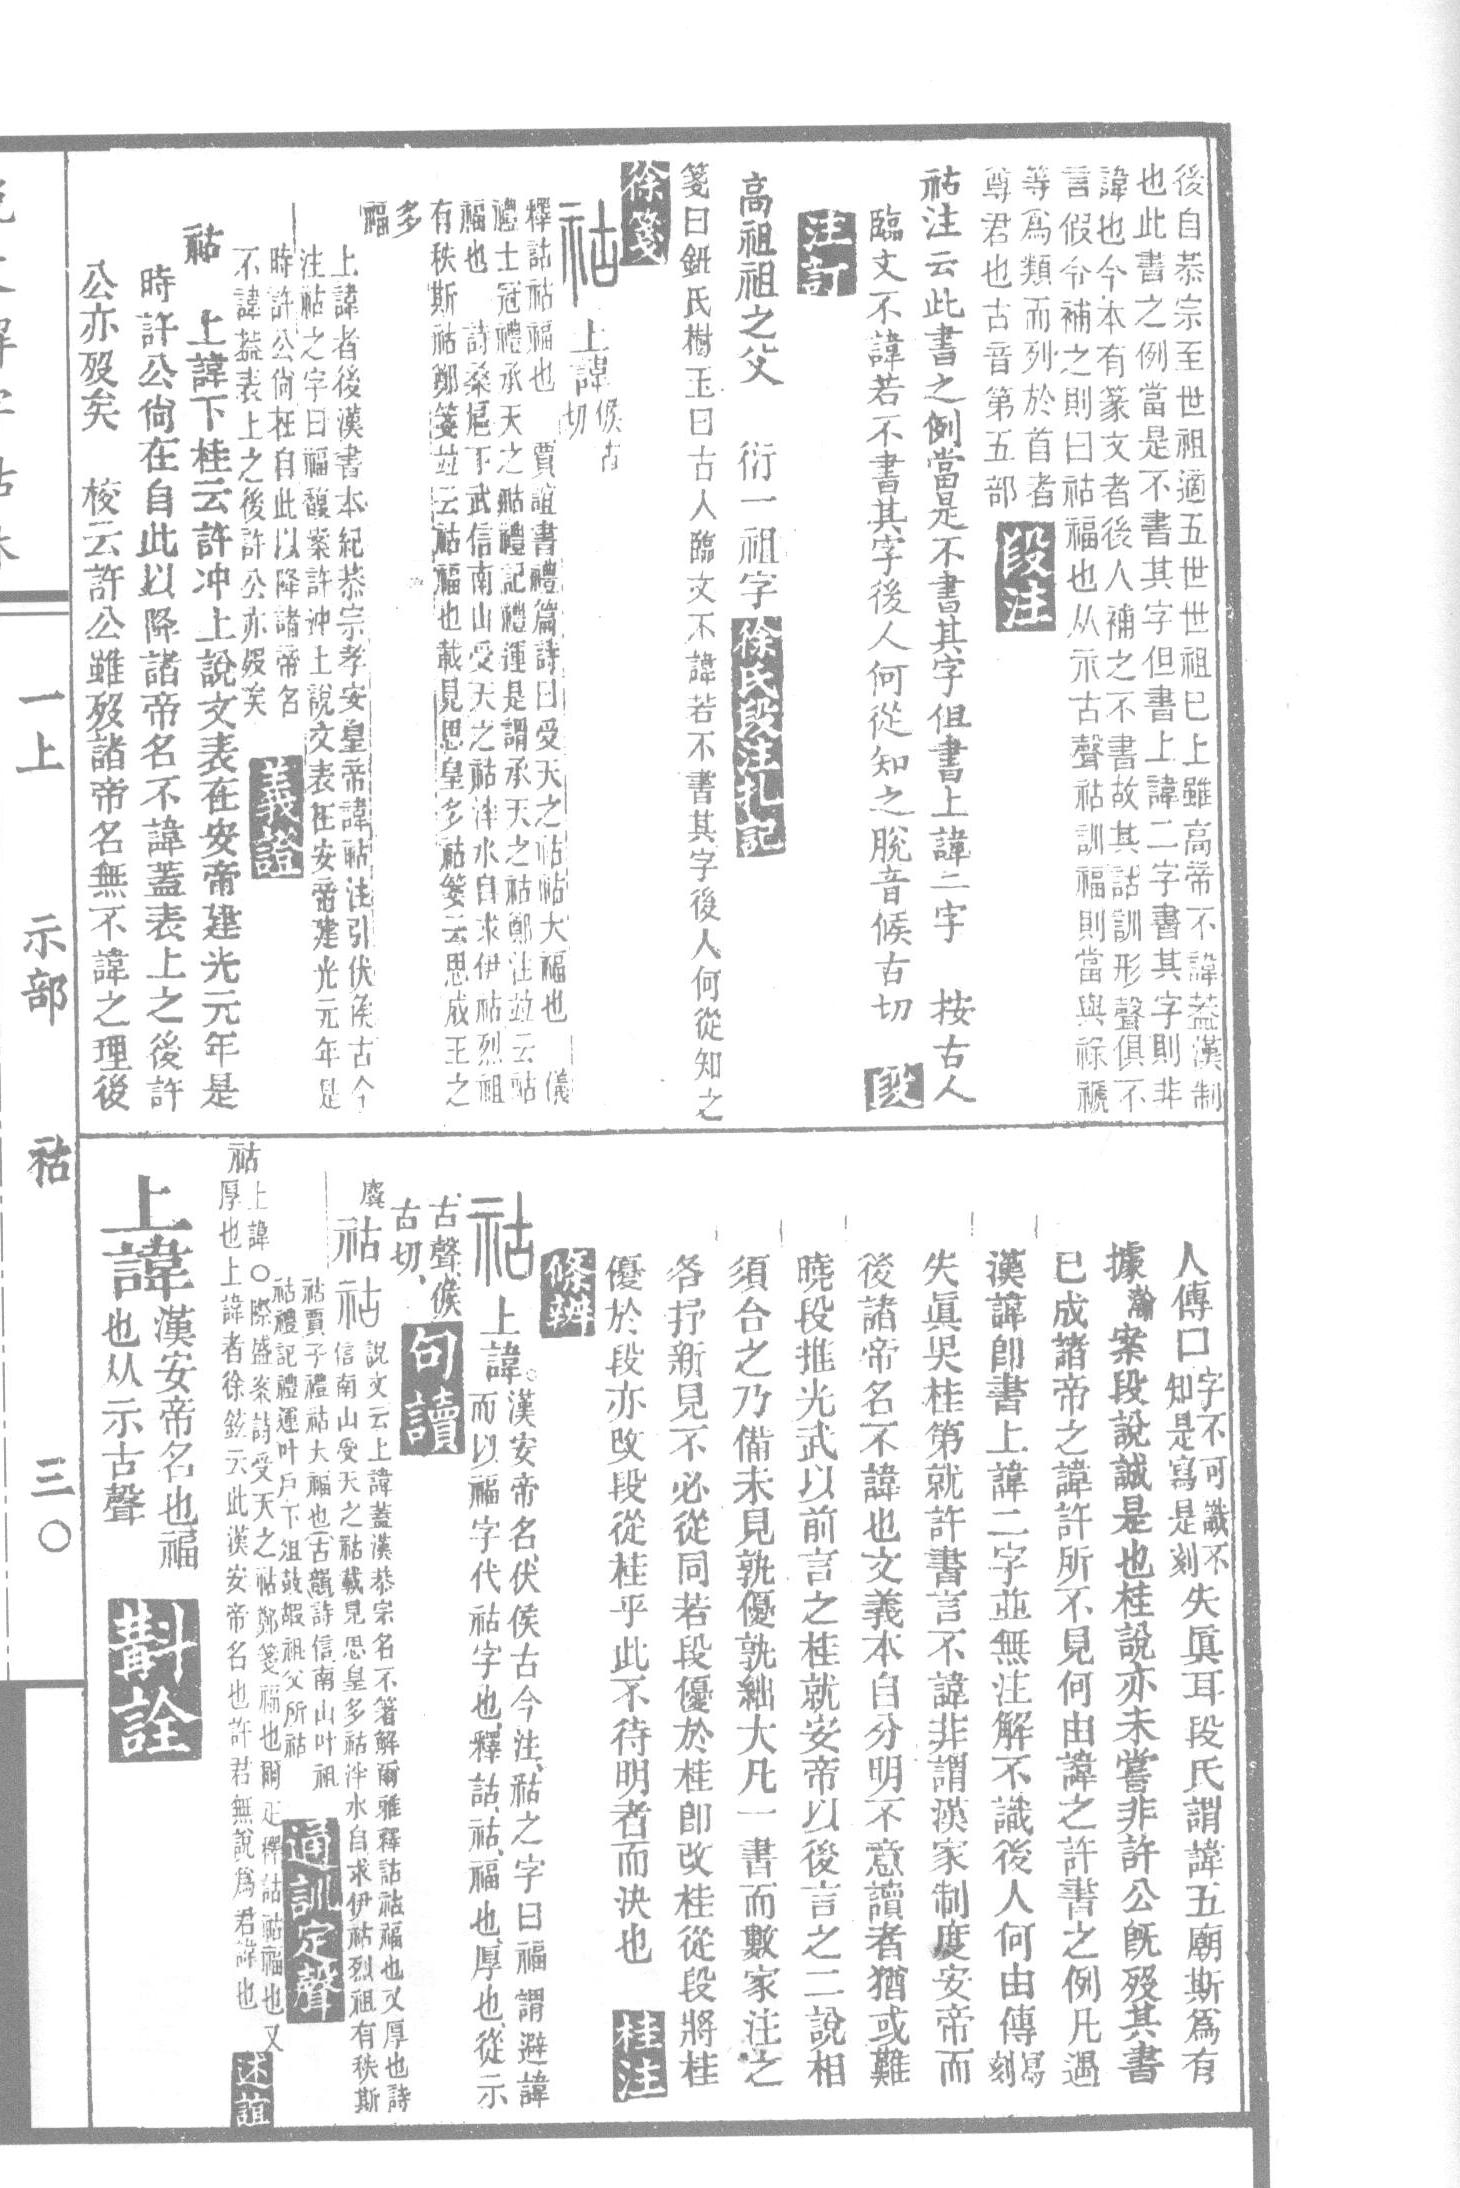 後自恭宗至世祖適五世世祖已上雖高帝不諱蓋漢制
也此書之例當是不書其字但書上諱二字書其字則非
諱也今本有篆文者後人補之不書故其詁訓形聲俱不
言假令補之則曰祜福也从示古聲祜訓福則當與祿禠
等爲類而列於首者
尊君也古音第五部
段注
祜注云此書之例當是不書其字但書上諱二字　按古人
臨文不諱若不書其字後人何從知之脫音候古切
段
注訂
高祖祖之父　衍一祖字
徐氏段注札記
箋曰鈕氏樹玉曰古人臨文不諱若不書其字後人何從知之
徐箋
祜
上諱
候古
切
釋詁祜福也　賈誼書禮篇詩曰受天之祜祜大福也　儀
禮士冠禮承天之祜禮記禮運是謂承天之祜鄭注竝云祜
福也　詩桑扈下武信南山受天之祜泮水自求伊祜烈祖
有秩斯祜鄭箋竝云祜福也載見思皇多祜箋云思成王之
多
福
上諱者後漢書本紀恭宗孝安皇帝諱祜注引伏侯古今
注祜之字曰福馥案許沖上說文表在安帝建光元年是
時許公尙在自此以降諸帝名
不諱蓋表上之後許公亦歿矣
義證
祜　上諱下桂云許冲上說文表在安帝建光元年是
時許公尙在自此以降諸帝名不諱蓋表上之後許
公亦歿矣　校云許公雖歿諸帝名無不諱之理後
人傳口
字不可識不
知是寫是刻
失眞耳段氏謂諱五廟斯爲有
據
瀚
案段說誠是也桂說亦未嘗非許公既歿其書
已成諸帝之諱許所不見何由諱之許書之例凡遇
漢諱卽書上諱二字並無注解不識後人何由傳
寫
刻
失眞吳桂第就許書言不諱非謂漢家制度安帝而
後諸帝名不諱也文義本自分明不意讀者猶或難
曉段推光武以前言之桂就安帝以後言之二說相
須合之乃備未見孰優孰絀大凡一書而數家注之
各抒新見不必從同若段優於桂卽改桂從段將桂
優於段亦改段從桂乎此不待明者而決也
桂注
條辨
祜
上諱。漢安帝名、伏侯古今注、祜之字曰福謂避諱
而以福字代祜字也、釋詁、祜、福也、厚也、從示
古聲、候
古切、
句讀
虞
祜
祜
說文云上諱蓋漢恭宗名不箸解爾雅釋詁祜福也又厚也詩
信南山受天之祜載見思皇多祜泮水自求伊祜烈祖有秩斯
祜賈子禮祜大福也古韻詩信南山叶祖
祜禮記禮運叶戶下俎鼓嘏祖父所祜
通訓定聲
祜
上諱○際盛案詩受天之祜鄭箋福也爾疋釋詁祜福也又
厚也上諱者徐鉉云此漢安帝名也許君無說爲君諱也
述誼
上諱
漢安帝名也福
也从示古聲
斠詮
一上
示部
祜
三〇